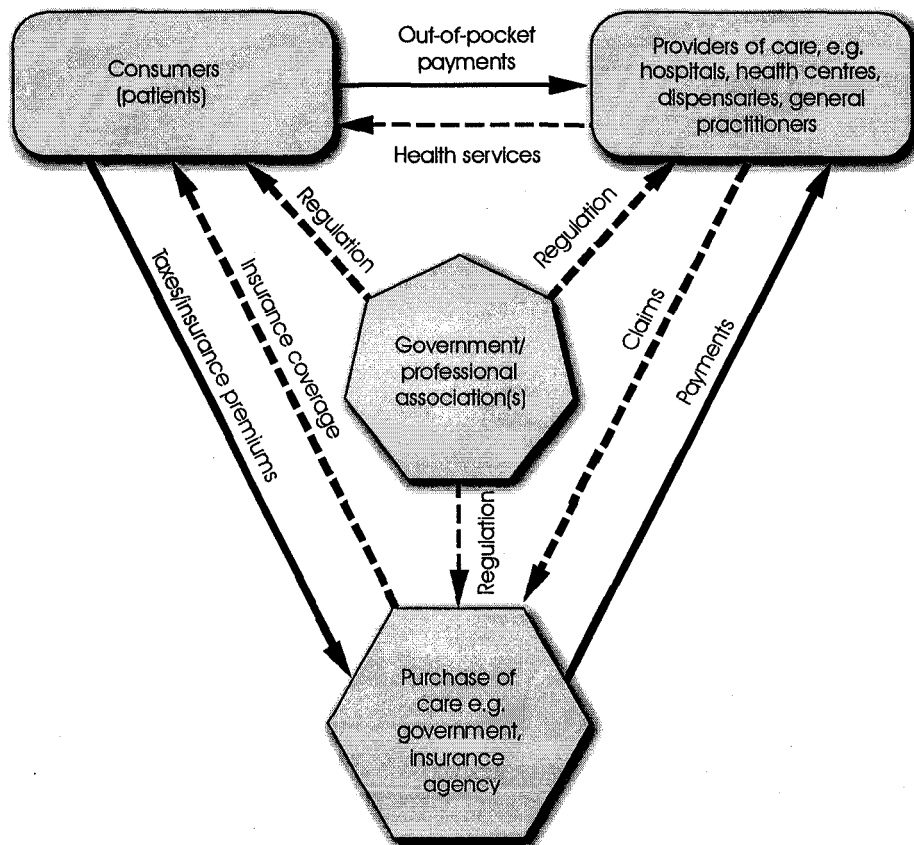 Consumers
(patients)
Out-of-pocket
payments
Providers of care, e.g.
hospitals, health centres,
dispensaries, general
practitioners
Health services
Regulation
Regulation
Taxes/insurance premiums
Insurance coverage
Government/
professional
association(s)
Claims
Payments
Regulation
Purchase of
care e.g.
government,
insurance
agency